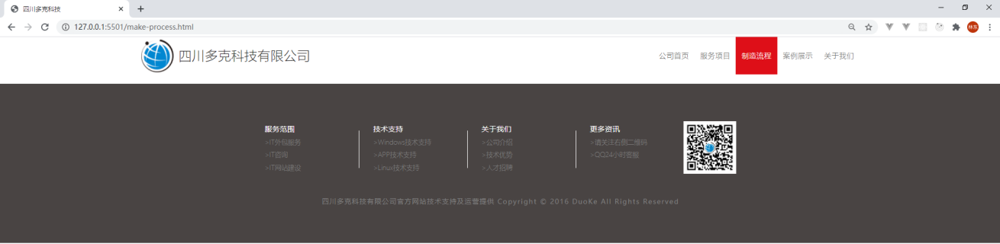 四川多克科技
127.0.0.1:5501/make-process.html
四川多克科技有限公司
公司首页 服务项目 制造流程 案例展示 关于我们
服务范围 技术支持 关于我们 更多资讯
>IT外包服务 >Windows技术支持 >公司介绍 >请关注右侧二维码
>IT咨询 >APP技术支持 >技术优势 >QQ24小时客服
>IT网站建设 >Linux技术支持 >人才招聘
四川多克科技有限公司官方网站技术支持及运营提供 Copyright © 2016 DuoKe All Rights Reserved